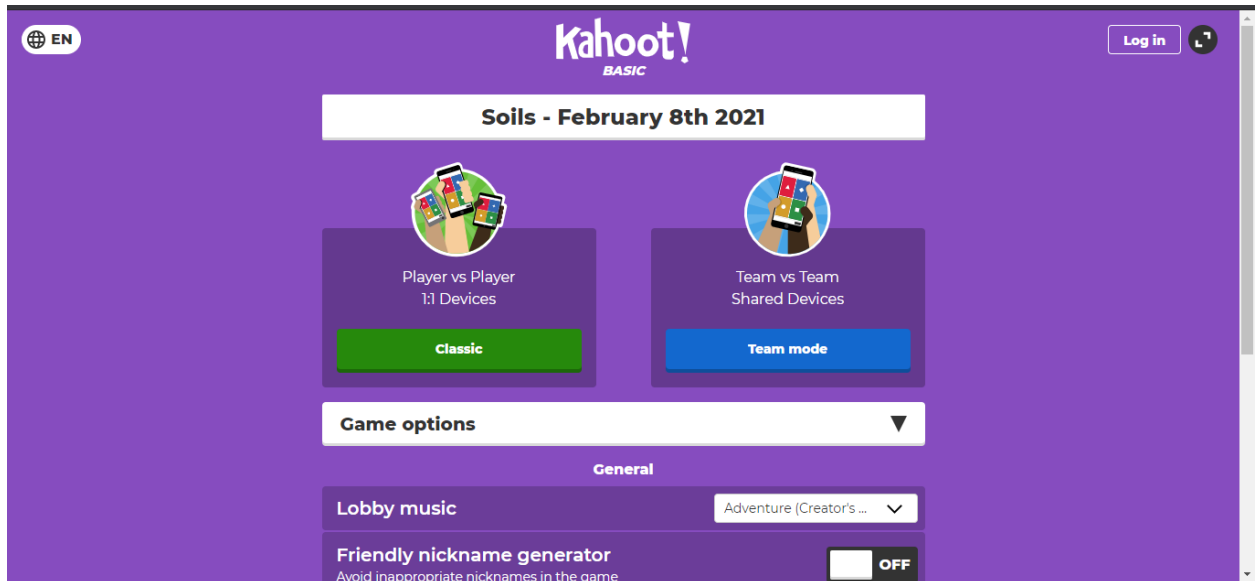 EN
Kahoot!
BASIC
Log in
Soils - February 8th 2021
Player vs Player
1:1 Devices
Classic
Team vs Team
Shared Devices
Team mode
Game options
General
Lobby music
Adventure (Creator's ...
Friendly nickname generator
Avoid inappropriate nicknames in the game
OFF